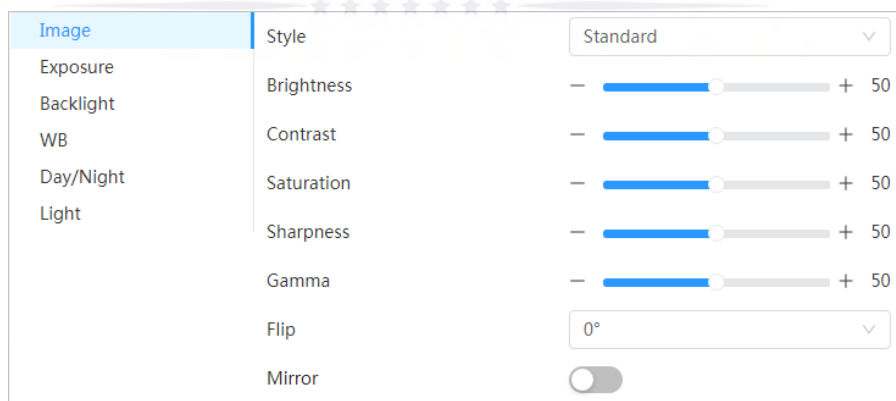 Image
Exposure
Backlight
WB
Day/Night
Light
Style Standard
Brightness 50
Contrast 50
Saturation 50
Sharpness 50
Gamma 50
Flip 0°
Mirror